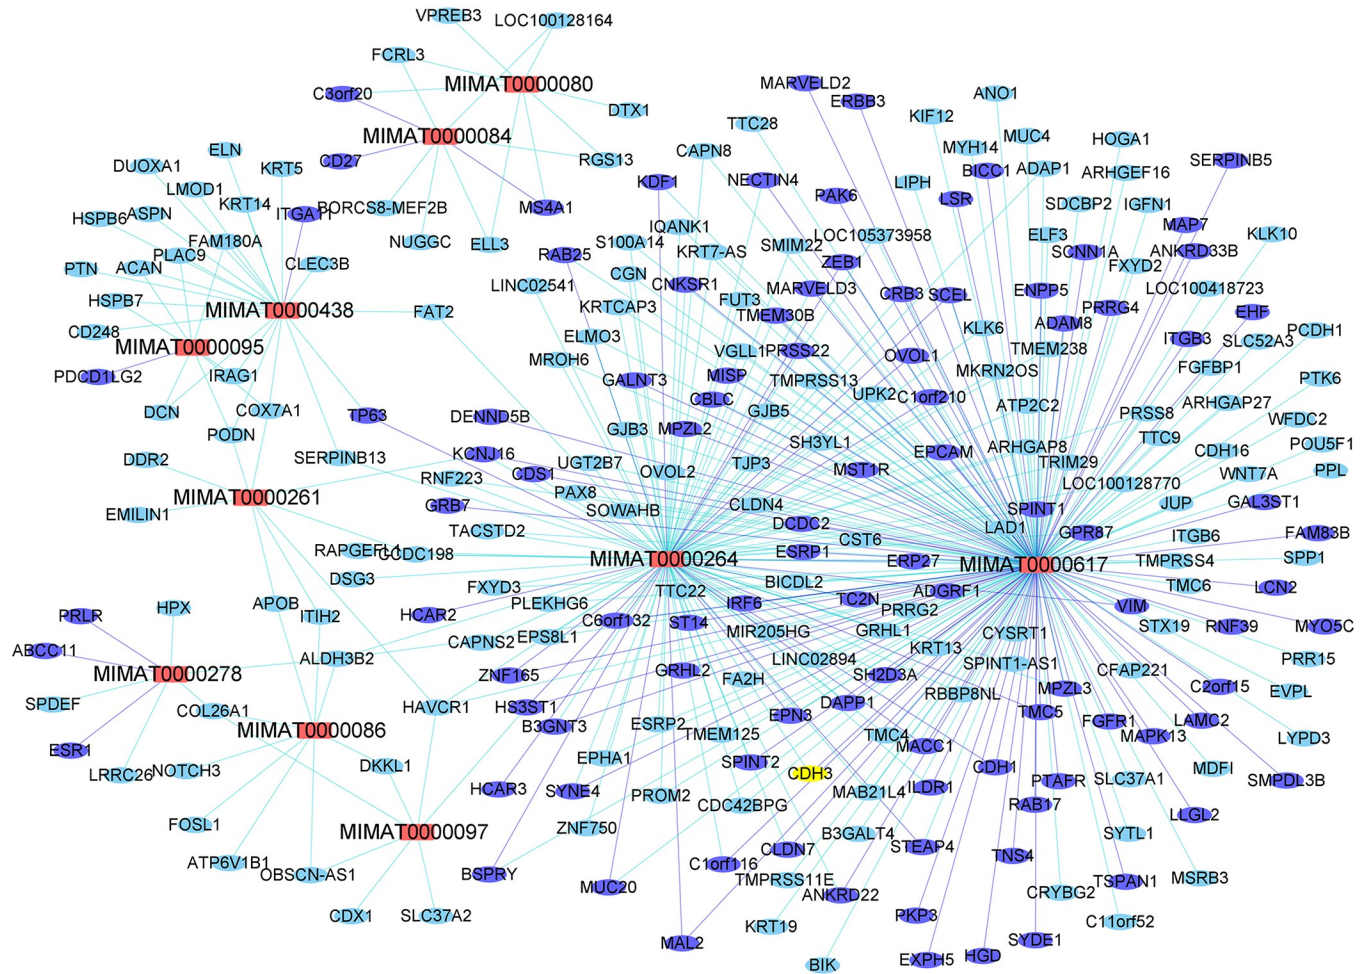 VPREB3
LOC100128164
FCRL3
MIMAT0000080
C3orf20
DTX1
MIMAT0000084
CD27
RGS13
BORCS8-MEF2B
MS4A1
NUGGC
ELL3
MARVELD2
ERBB3
ANO1
KIF12
TTC28
MUC4
HOGA1
CAPN8
MYH14
BICC1
ADAP1
ARHGEF16
SERPINB5
KDF1
NECTIN4
PAK6
LIPH
LSR
SDCBP2
IGFN1
MAP7
KLK10
DUOXA1
ELN
KRT5
LMOD1
KRT14
ITGA11
HSPB6
ASPN
FAM180A
PLAC9
CLEC3B
PTN
ACAN
HSPB7
MIMAT0000438
FAT2
CD248
MIMAT0000095
PDCD1LG2
IRAG1
DCN
COX7A1
PODN
TP63
DDR2
SERPINB13
MIMAT0000261
EMILIN1
IQANK1
S100A14
RAB25
KRT7-AS
SMIM22
LOC105373958
ZEB1
ELF3
SCNN1A
ANKRD33B
FXYD2
CGN
LINC02541
CNKSR1
MARVELD3
FUT3
CRB3
SCEL
ENPP5
LOC100418723
KRTCAP3
TMEM30B
PRRG4
EHF
ADAM8
KLK6
PCDH1
ELMO3
VGLL1
PRSS22
OVOL1
TMEM238
ITGB3
SLC52A3
MROH6
GALNT3
MISP
TMPRSS13
MKRN2OS
FGFBP1
PTK6
CBLC
UPK2
C1orf210
ATP2C2
PRSS8
ARHGAP27
GJB5
WFDC2
DENND5B
GJB3
MPZL2
SH3YL1
EPCAM
ARHGAP8
TTC9
CDH16
POU5F1
KCNJ16
UGT2B7
OVOL2
TJP3
MST1R
TRIM29
WNT7A
PPL
RNF223
CDS1
LOC100128770
PAX8
GRB7
SOWAHB
CLDN4
SPINT1
JUP
GAL3ST1
DCDC2
LAD1
GPR87
TACSTD2
CST6
ITGB6
FAM83B
RAPGEFL1
CCDC198
MIMAT0000264
ESRP1
ERP27
MIMAT0000617
TMPRSS4
SPP1
DSG3
FXYD3
TTC22
BICDL2
ADGRF1
TMC6
LCN2
PLEKHG6
IRF6
TC2N
PRRG2
VIM
HCAR2
C6orf132
ST14
MIR205HG
GRHL1
CYSRT1
STX19
RNF39
MYO5C
CAPNS2
EPS8L1
KRT13
PRR15
HPX
APOB
ITIH2
PRLR
ABCC11
ALDH3B2
MIMAT0000278
SPDEF
COL26A1
HAVCR1
MIMAT0000086
ESR1
LRRC26
NOTCH3
DKKL1
FOSL1
MIMAT0000097
ATP6V1B1
OBSCN-AS1
CDX1
SLC37A2
ZNF165
GRHL2
FA2H
LINC02894
SH2D3A
SPINT1-AS1
CFAP221
MPZL3
C2orf15
EVPL
RBBP8NL
HS3ST1
B3GNT3
ESRP2
TMEM125
EPN3
DAPP1
TMC5
FGFR1
LAMC2
MAPK13
LYPD3
TMC4
MACC1
EPHA1
SPINT2
CDH3
CDH1
PTAFR
SLC37A1
MDFI
SMPDL3B
HCAR3
SYNE4
PROM2
CDC42BPG
MAB21L4
ILDR1
RAB17
LLGL2
ZNF750
B3GALT4
STEAP4
SYTL1
CLDN7
TNS4
BSPRY
C1orf116
TMPRSS11E
MUC20
ANKRD22
CRYBG2
TSPAN1
MSRB3
PKP3
C11orf52
KRT19
MAL2
SYDE1
BIK
EXPH5
HGD